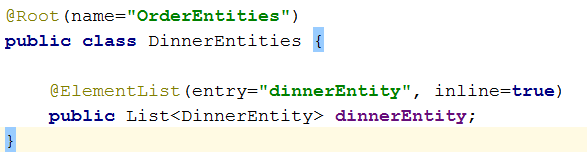 @Root(name="OrderEntities")
public class DinnerEntities {
@ElementList(entry="dinnerEntity", inline=true)
public List<DinnerEntity> dinnerEntity;
}